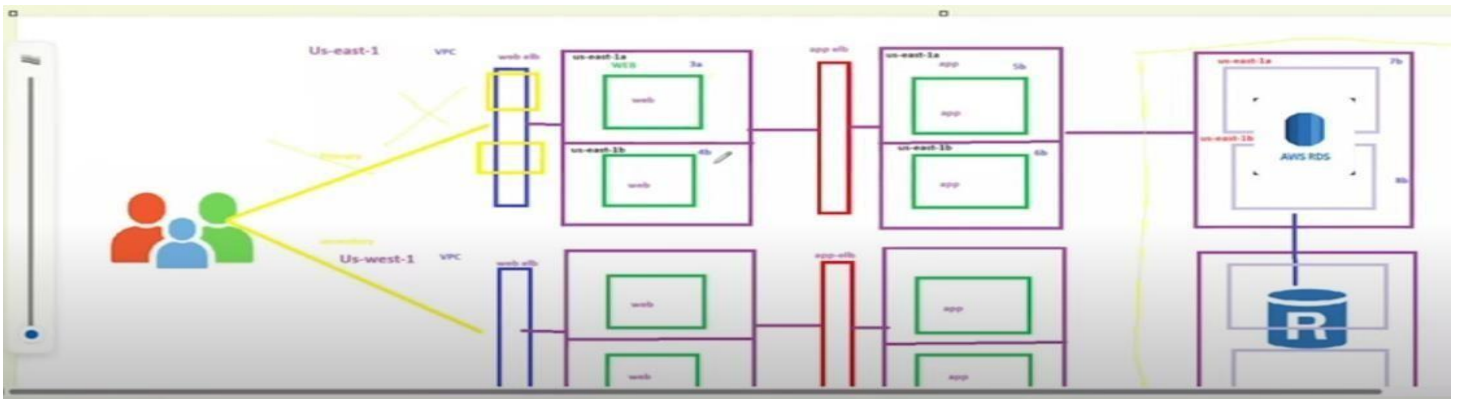 Us-east-1
VPC
web elb
us-east-1a
WEB
3a
web
us-east-1b
4b
web
app elb
us-east-1a
app
5b
app
us-east-1b
6b
app
us-east-1a
7b
us-east-1b
AWS RDS
8b
primary
secondary
Us-west-1
VPC
web elb
web
web
app-elb
app
app
R